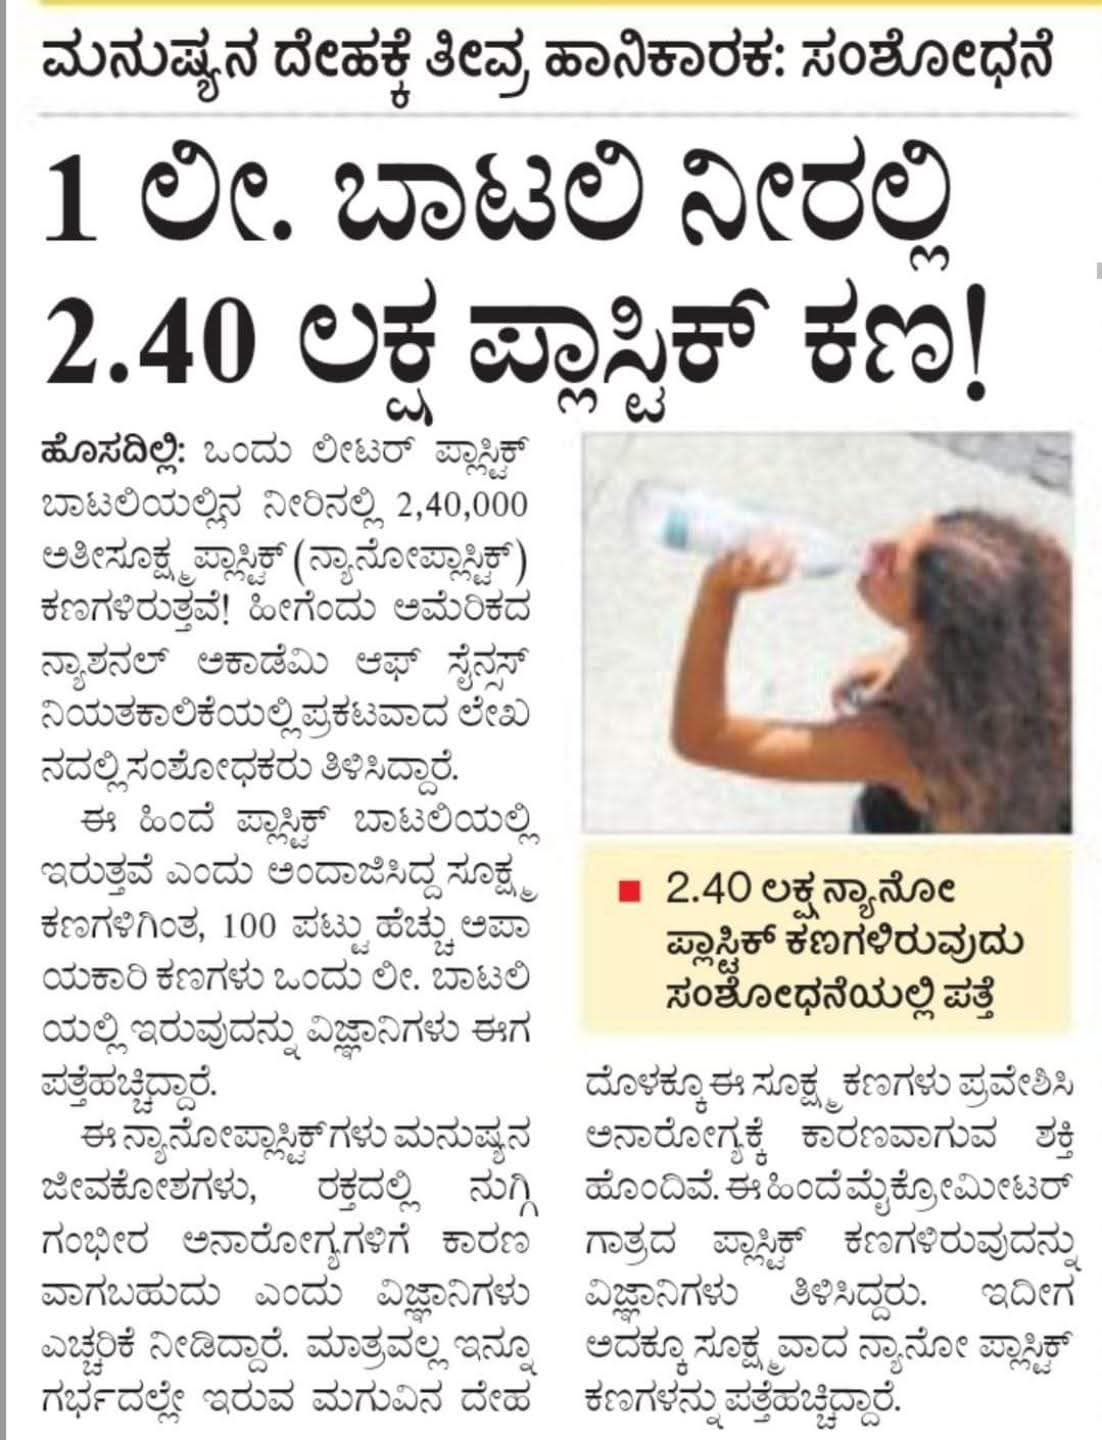 ಮನುಷ್ಯನ ದೇಹಕ್ಕೆ ತೀವ್ರ ಹಾನಿಕಾರಕ: ಸಂಶೋಧನೆ
1 ಲೀ. ಬಾಟಲಿ ನೀರಲ್ಲಿ
2.40 ಲಕ್ಷ ಪ್ಲಾಸ್ಟಿಕ್ ಕಣ!
ಹೊಸದಿಲ್ಲಿ: ಒಂದು ಲೀಟರ್ ಪ್ಲಾಸ್ಟಿಕ್
ಬಾಟಲಿಯಲ್ಲಿನ ನೀರಿನಲ್ಲಿ 2,40,000
ಅತೀಸೂಕ್ಷ್ಮ ಪ್ಲಾಸ್ಟಿಕ್ (ನ್ಯಾನೋಪ್ಲಾಸ್ಟಿಕ್)
ಕಣಗಳಿರುತ್ತವೆ! ಹೀಗೆಂದು ಅಮೆರಿಕದ
ನ್ಯಾಶನಲ್ ಅಕಾಡೆಮಿ ಆಫ್ ಸೈನ್ಸಸ್
ನಿಯತಕಾಲಿಕೆಯಲ್ಲಿ ಪ್ರಕಟವಾದ ಲೇಖ
ನದಲ್ಲಿ ಸಂಶೋಧಕರು ತಿಳಿಸಿದ್ದಾರೆ.
ಈ ಹಿಂದೆ ಪ್ಲಾಸ್ಟಿಕ್ ಬಾಟಲಿಯಲ್ಲಿ
ಇರುತ್ತವೆ ಎಂದು ಅಂದಾಜಿಸಿದ್ದ ಸೂಕ್ಷ್ಮ
ಕಣಗಳಿಗಿಂತ, 100 ಪಟ್ಟು ಹೆಚ್ಚು ಅಪಾ
ಯಕಾರಿ ಕಣಗಳು ಒಂದು ಲೀ. ಬಾಟಲಿ
ಯಲ್ಲಿ ಇರುವುದನ್ನು ವಿಜ್ಞಾನಿಗಳು ಈಗ
ಪತ್ತೆಹಚ್ಚಿದ್ದಾರೆ.
ಈ ನ್ಯಾನೋಪ್ಲಾಸ್ಟಿಕ್‌ಗಳು ಮನುಷ್ಯನ
ಜೀವಕೋಶಗಳು, ರಕ್ತದಲ್ಲಿ ನುಗ್ಗಿ
ಗಂಭೀರ ಅನಾರೋಗ್ಯಗಳಿಗೆ ಕಾರಣ
ವಾಗಬಹುದು ಎಂದು ವಿಜ್ಞಾನಿಗಳು
ಎಚ್ಚರಿಕೆ ನೀಡಿದ್ದಾರೆ. ಮಾತ್ರವಲ್ಲ ಇನ್ನೂ
ಗರ್ಭದಲ್ಲೇ ಇರುವ ಮಗುವಿನ ದೇಹ
2.40 ಲಕ್ಷ ನ್ಯಾನೋ
ಪ್ಲಾಸ್ಟಿಕ್ ಕಣಗಳಿರುವುದು
ಸಂಶೋಧನೆಯಲ್ಲಿ ಪತ್ತೆ
ದೊಳಕ್ಕೂ ಈ ಸೂಕ್ಷ್ಮ ಕಣಗಳು ಪ್ರವೇಶಿಸಿ
ಅನಾರೋಗ್ಯಕ್ಕೆ ಕಾರಣವಾಗುವ ಶಕ್ತಿ
ಹೊಂದಿವೆ. ಈ ಹಿಂದೆ ಮೈಕ್ರೋಮೀಟರ್
ಗಾತ್ರದ ಪ್ಲಾಸ್ಟಿಕ್ ಕಣಗಳಿರುವುದನ್ನು
ವಿಜ್ಞಾನಿಗಳು ತಿಳಿಸಿದ್ದರು. ಇದೀಗ
ಅದಕ್ಕೂ ಸೂಕ್ಷ್ಮವಾದ ನ್ಯಾನೋ ಪ್ಲಾಸ್ಟಿಕ್
ಕಣಗಳನ್ನು ಪತ್ತೆಹಚ್ಚಿದ್ದಾರೆ.